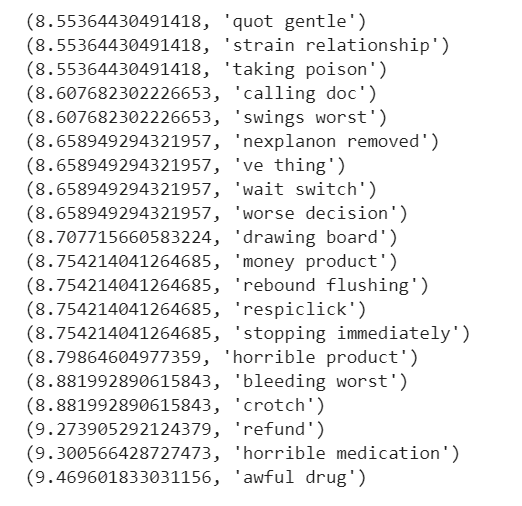 (8.55364430491418, 'quot gentle')
(8.55364430491418, 'strain relationship')
(8.55364430491418, 'taking poison')
(8.607682302226653, 'calling doc')
(8.607682302226653, 'swings worst')
(8.658949294321957, 'nexplanon removed')
(8.658949294321957, 've thing')
(8.658949294321957, 'wait switch')
(8.658949294321957, 'worse decision')
(8.707715660583224, 'drawing board')
(8.754214041264685, 'money product')
(8.754214041264685, 'rebound flushing')
(8.754214041264685, 'respiclick')
(8.754214041264685, 'stopping immediately')
(8.79864604977359, 'horrible product')
(8.881992890615843, 'bleeding worst')
(8.881992890615843, 'crotch')
(9.273905292124379, 'refund')
(9.300566428727473, 'horrible medication')
(9.469601833031156, 'awful drug')